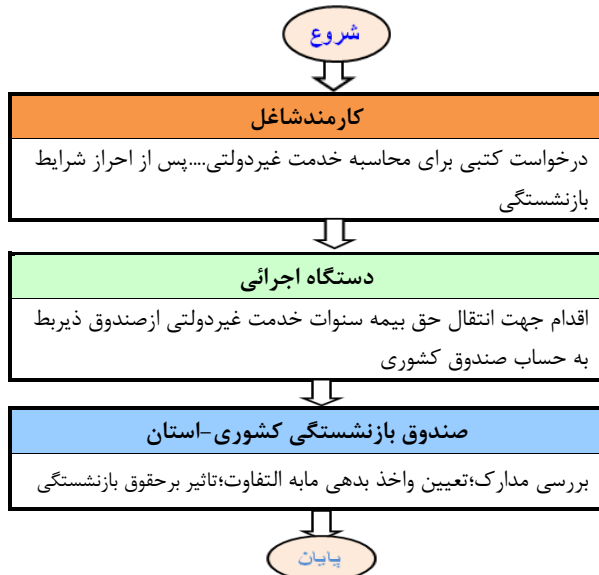 شروع
کارمندشاغل
درخواست کتبی برای محاسبه خدمت غیردولتی....پس از احراز شرایط
بازنشستگی
دستگاه اجرائی
اقدام جهت انتقال حق بیمه سنوات خدمت غیردولتی ازصندوق ذیربط
به حساب صندوق کشوری
صندوق بازنشستگی کشوری-استان
بررسی مدارک؛تعیین واخذ بدهی مابه التفاوت؛تاثیر برحقوق بازنشستگی
پایان